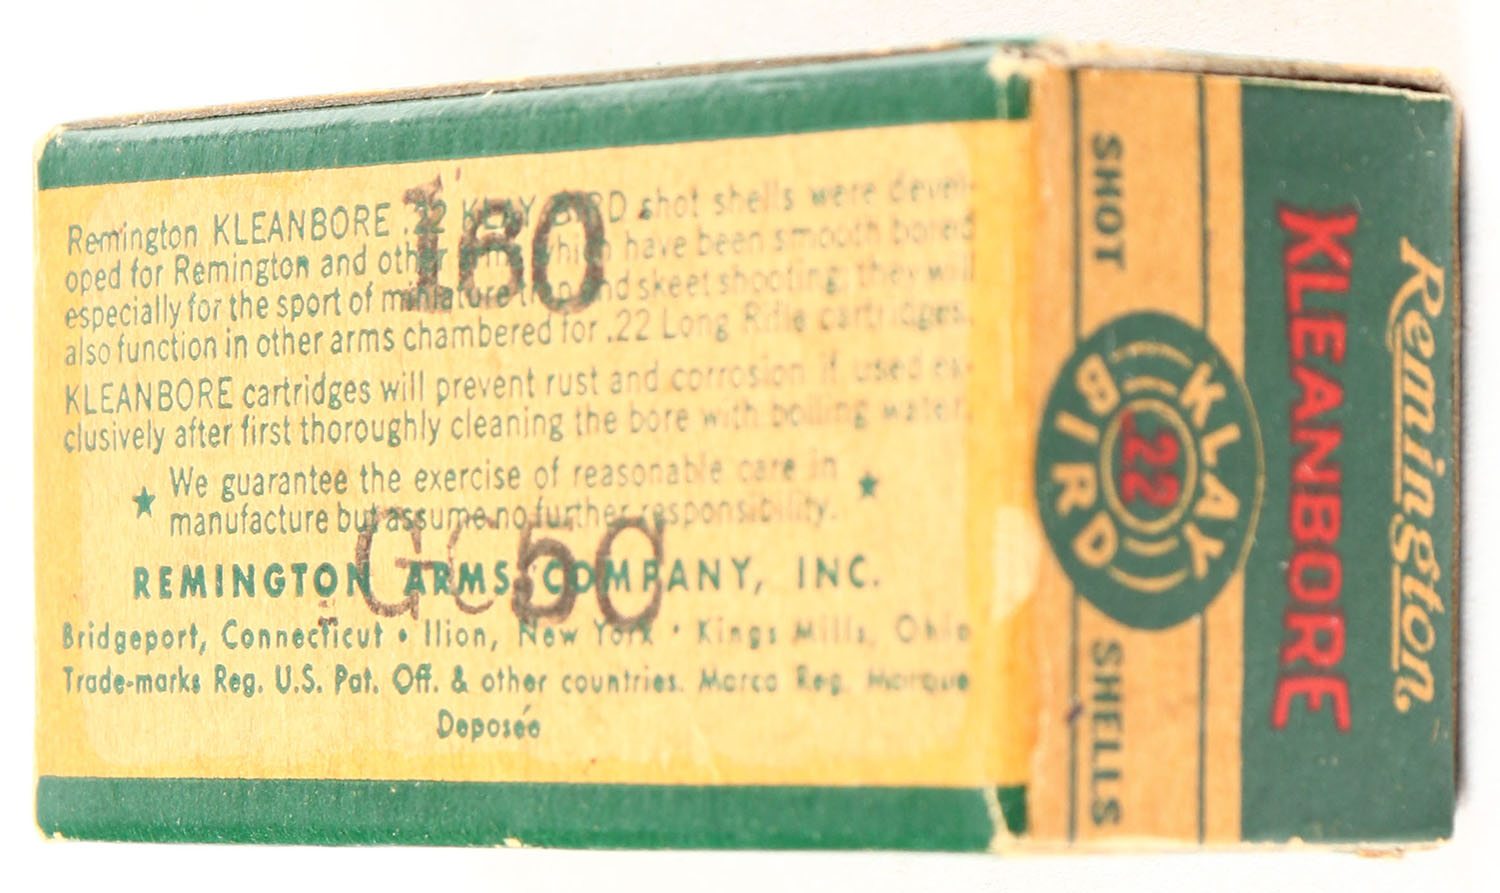 Remington KLEANBORE .22 KLAY BIRD shot shells were devel-
oped for Remington and other arms which have been smooth bored
especially for the sport of miniature trap and skeet shooting; they will
also function in other arms chambered for .22 Long Rifle cartridges.
KLEANBORE cartridges will prevent rust and corrosion if used ex-
clusively after first thoroughly cleaning the bore with boiling water.
We guarantee the exercise of reasonable care in
manufacture but assume no further responsibility.
REMINGTON ARMS COMPANY, INC.
Bridgeport, Connecticut • Ilion, New York • Kings Mills, Ohio
Trade-marks Reg. U.S. Pat. Off. & other countries. Marca Reg. Marque
Deposée
180
Remington
KLEANBORE
SHOT
KLAY
.22
BIRD
SHELLS